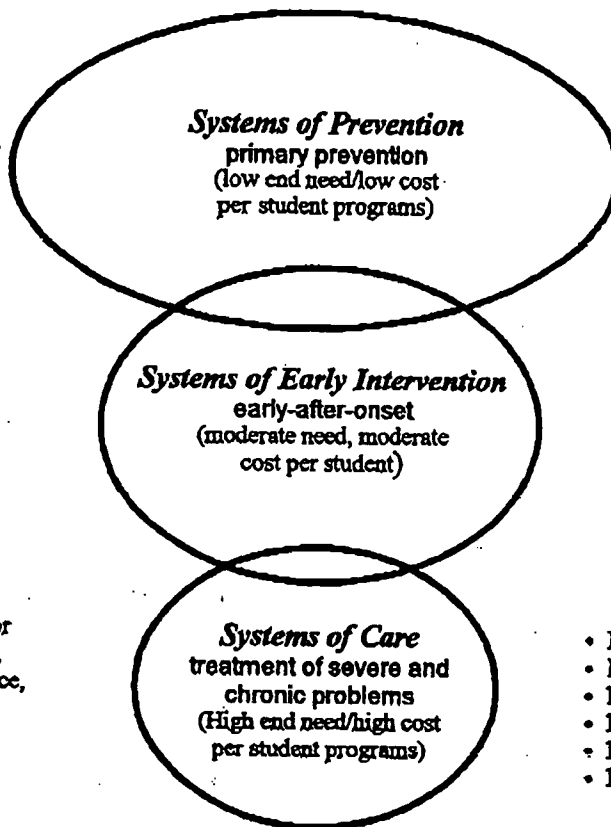 Systems of Prevention
primary prevention
(low end need/low cost
per student programs)
Systems of Early Intervention
early-after-onset
(moderate need, moderate
cost per student)
Systems of Care
treatment of severe and
chronic problems
(High end need/high cost
per student programs)